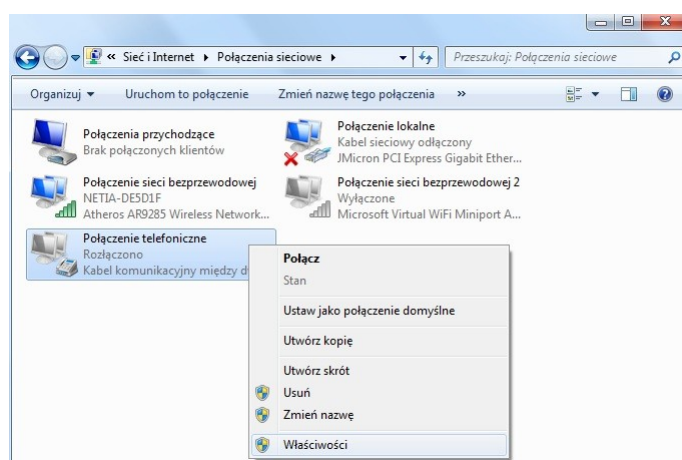 « Sieć i Internet ▸ Połączenia sieciowe ▸
Przeszukaj: Połączenia sieciowe
Organizuj ▾ Uruchom to połączenie Zmień nazwę tego połączenia »
Połączenia przychodzące
Brak połączonych klientów
Połączenie lokalne
Kabel sieciowy odłączony
JMicron PCI Express Gigabit Ether...
Połączenie sieci bezprzewodowej
NETIA-DE5D1F
Atheros AR9285 Wireless Network...
Połączenie sieci bezprzewodowej 2
Wyłączone
Microsoft Virtual WiFi Miniport A...
Połączenie telefoniczne
Rozłączono
Kabel komunikacyjny między d
Połącz
Stan
Ustaw jako połączenie domyślne
Utwórz kopię
Utwórz skrót
Usuń
Zmień nazwę
Właściwości